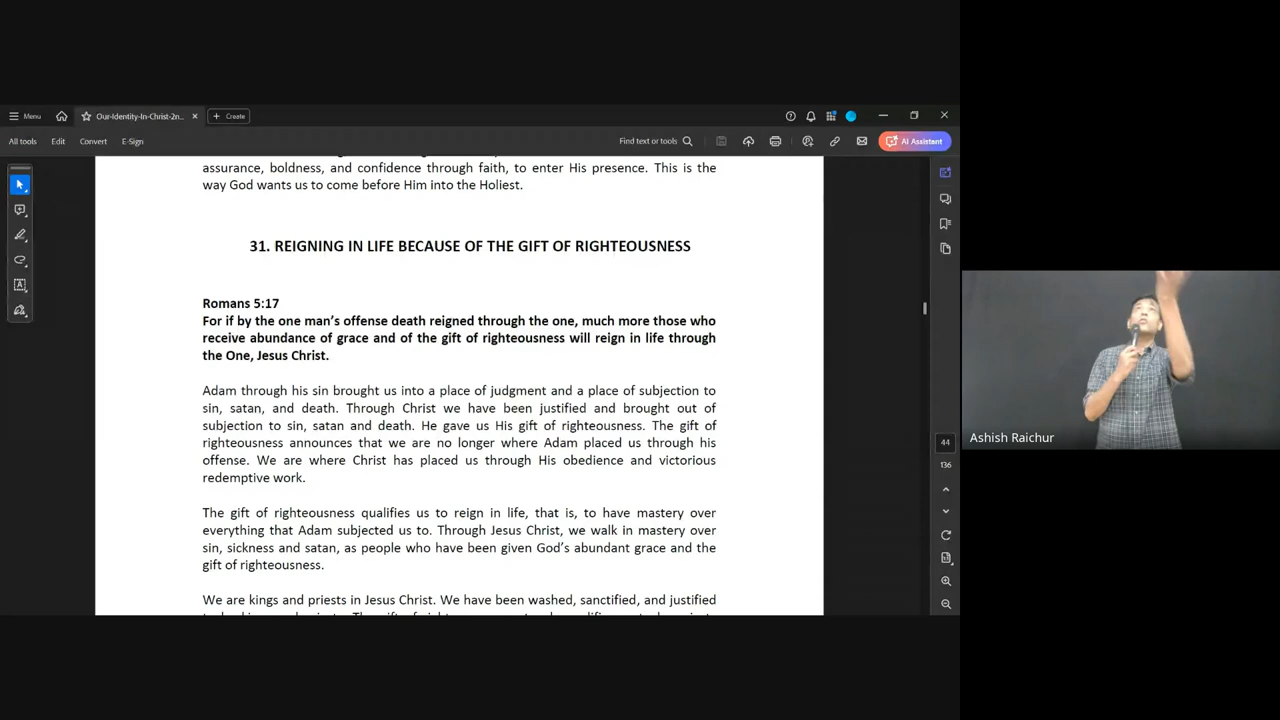 Menu
Our-Identity-In-Christ-2n...
Create
All tools
Edit
Convert
E-Sign
Find text or tools
AI Assistant
assurance, boldness, and confidence through faith, to enter His presence. This is the
way God wants us to come before Him into the Holiest.
31. REIGNING IN LIFE BECAUSE OF THE GIFT OF RIGHTEOUSNESS
Romans 5:17
For if by the one man's offense death reigned through the one, much more those who
receive abundance of grace and of the gift of righteousness will reign in life through
the One, Jesus Christ.
Adam through his sin brought us into a place of judgment and a place of subjection to
sin, satan, and death. Through Christ we have been justified and brought out of
subjection to sin, satan and death. He gave us His gift of righteousness. The gift of
righteousness announces that we are no longer where Adam placed us through his
offense. We are where Christ has placed us through His obedience and victorious
redemptive work.
The gift of righteousness qualifies us to reign in life, that is, to have mastery over
everything that Adam subjected us to. Through Jesus Christ, we walk in mastery over
sin, sickness and satan, as people who have been given God's abundant grace and the
gift of righteousness.
We are kings and priests in Jesus Christ. We have been washed, sanctified, and justified
44
136
Ashish Raichur